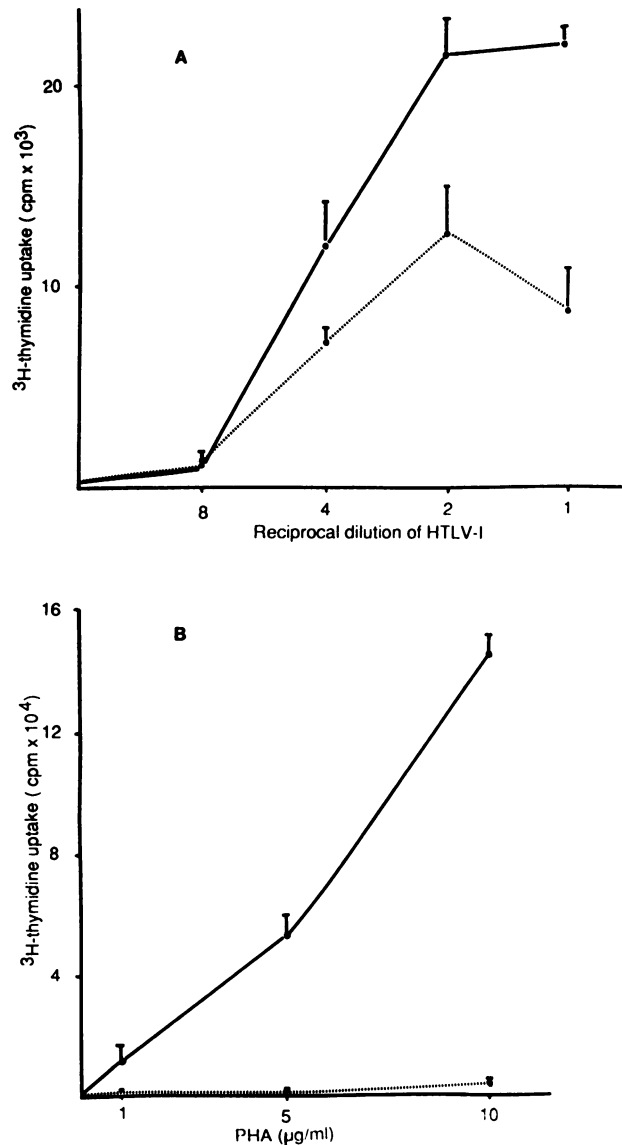 A
20
10
³H-thymidine uptake ( cpm x 10³)
8 4 2 1
Reciprocal dilution of HTLV-I
B
16
12
8
4
³H-thymidine uptake ( cpm x 10⁴)
1 5 10
PHA (µg/ml)